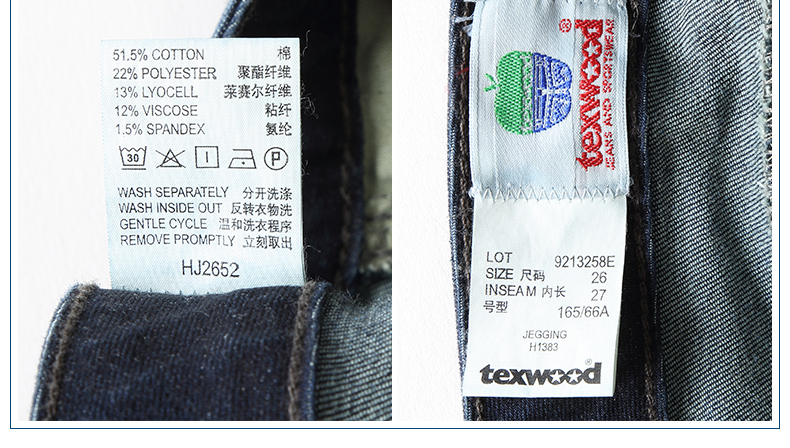 51.5% COTTON 棉
22% POLYESTER 聚酯纤维
13% LYOCELL 莱赛尔纤维
12% VISCOSE 粘纤
1.5% SPANDEX 氨纶
30 P
WASH SEPARATELY 分开洗涤
WASH INSIDE OUT 反转衣物洗
GENTLE CYCLE 温和洗衣程序
REMOVE PROMPTLY 立刻取出
HJ2652
texwood®
JEANS AND SPORTSWEAR
LOT 9213258E
SIZE 尺码 26
INSEAM 内长 27
号型 165/66A
JEGGING
H1383
texwood®